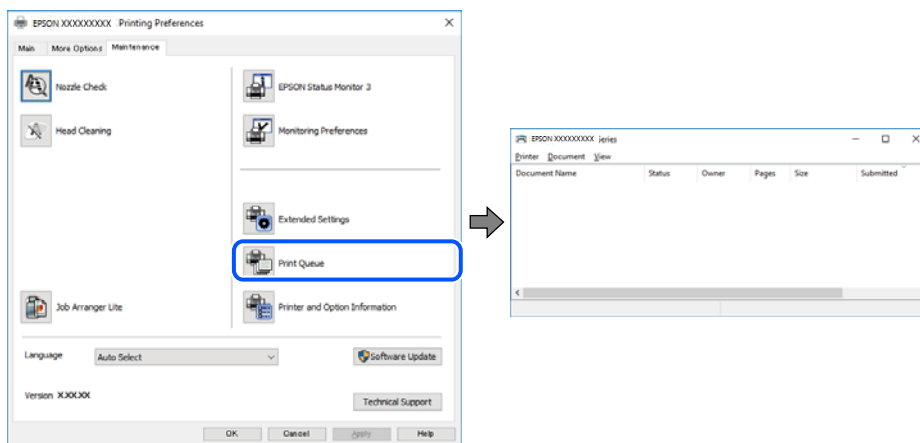 EPSON XXXXXXXXX Printing Preferences
Main More Options Maintenance
Nozzle Check
EPSON Status Monitor 3
Head Cleaning
Monitoring Preferences
Extended Settings
Print Queue
Job Arranger Lite
Printer and Option Information
Language Auto Select Software Update
Version X.XX.XX
Technical Support
OK Cancel Apply Help
EPSON XXXXXXXXX ieries
Printer Document View
Document Name Status Owner Pages Size Submitted